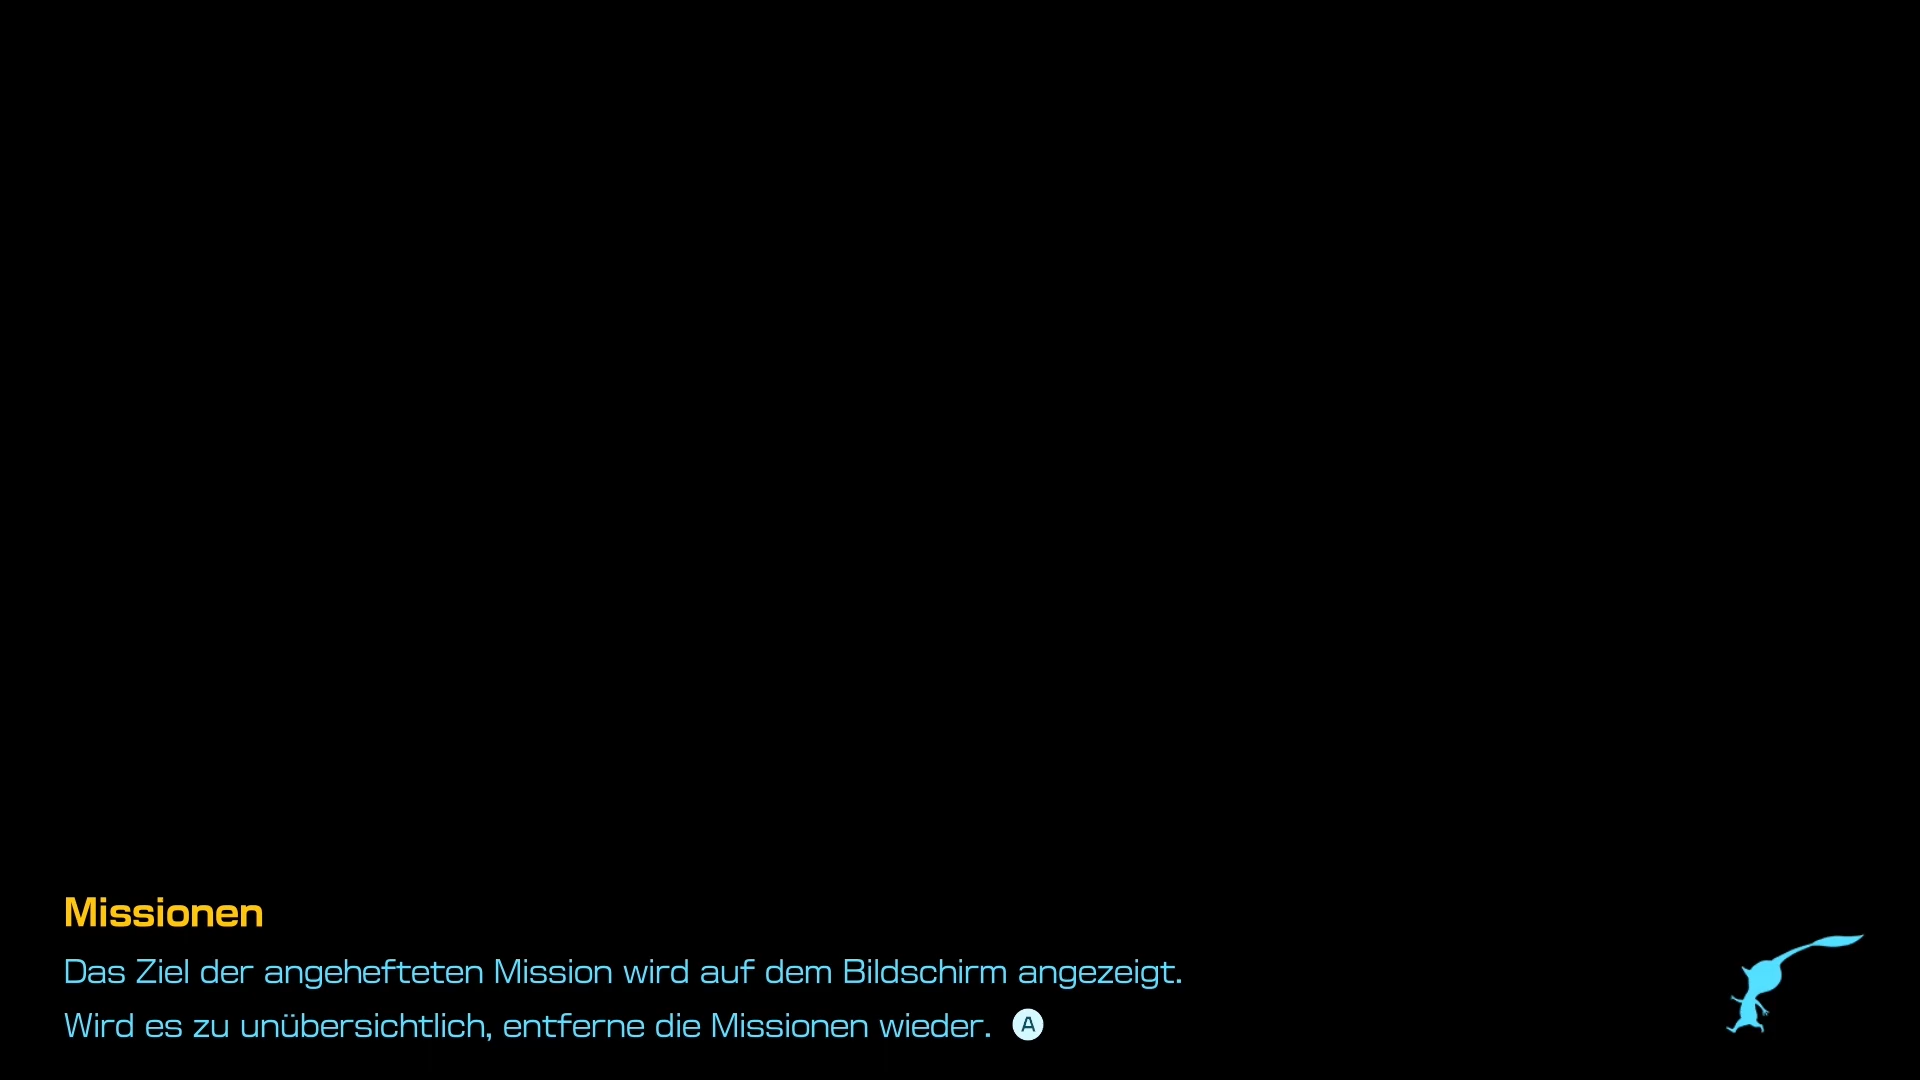 Missionen
Das Ziel der angehefteten Mission wird auf dem Bildschirm angezeigt.
Wird es zu unübersichtlich, entferne die Missionen wieder. A